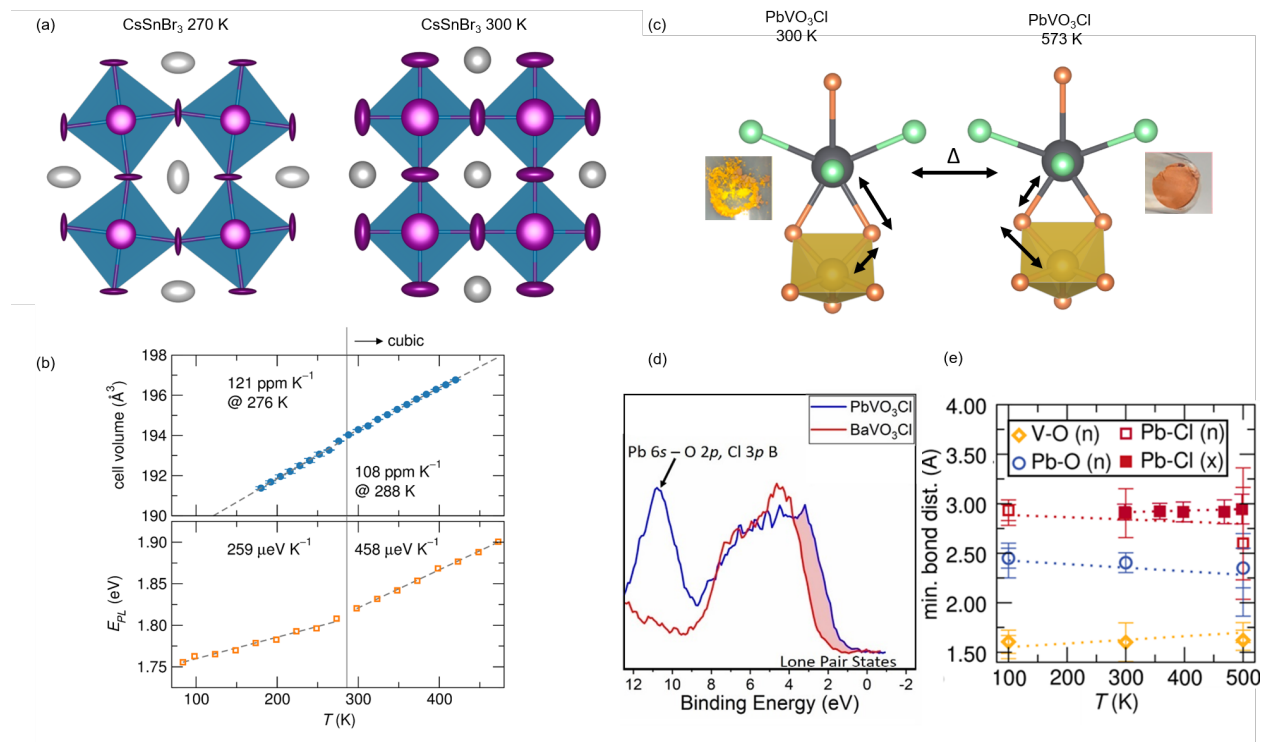 (a)
CsSnBr₃ 270 K
CsSnBr₃ 300 K
(c)
PbVO₃Cl
300 K
PbVO₃Cl
573 K
Δ
(b)
→ cubic
198
196
194
192
190
cell volume (Å³)
121 ppm K⁻¹
@ 276 K
108 ppm K⁻¹
@ 288 K
1.90
1.85
1.80
1.75
E_PL (eV)
259 μeV K⁻¹
458 μeV K⁻¹
100
200
300
400
T (K)
(d)
PbVO₃Cl
BaVO₃Cl
Pb 6s – O 2p, Cl 3p B
Lone Pair States
12
10
8
6
4
2
0
-2
Binding Energy (eV)
(e)
4.00
3.50
3.00
2.50
2.00
1.50
min. bond dist. (A)
V-O (n)
Pb-Cl (n)
Pb-O (n)
Pb-Cl (x)
100
200
300
400
500
T (K)